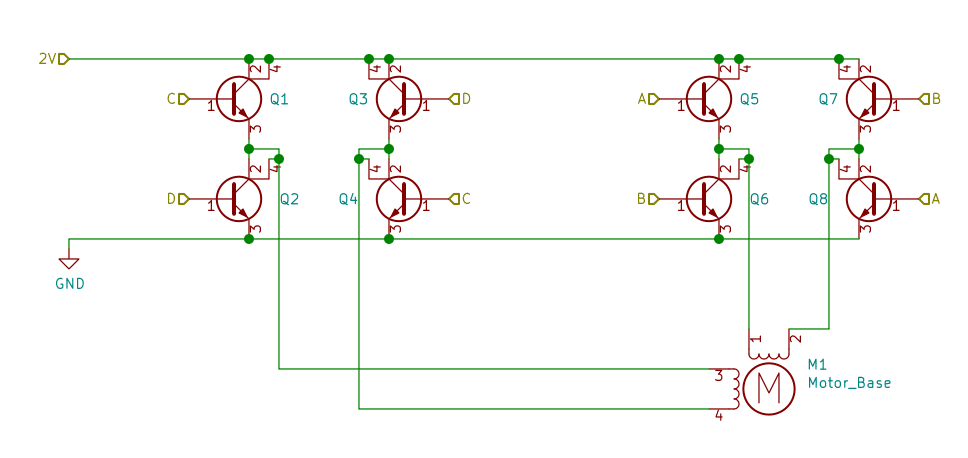 2V
2 4 4 2 2 4 4 2
C 1 Q1 Q3 1 D A 1 Q5 Q7 1 B
3 3 3 3
2 4 4 2 2 4 4 2
D 1 Q2 Q4 1 C B 1 Q6 Q8 1 A
3 3 3 3
GND
1 2
M1
3
Motor_Base
M
4